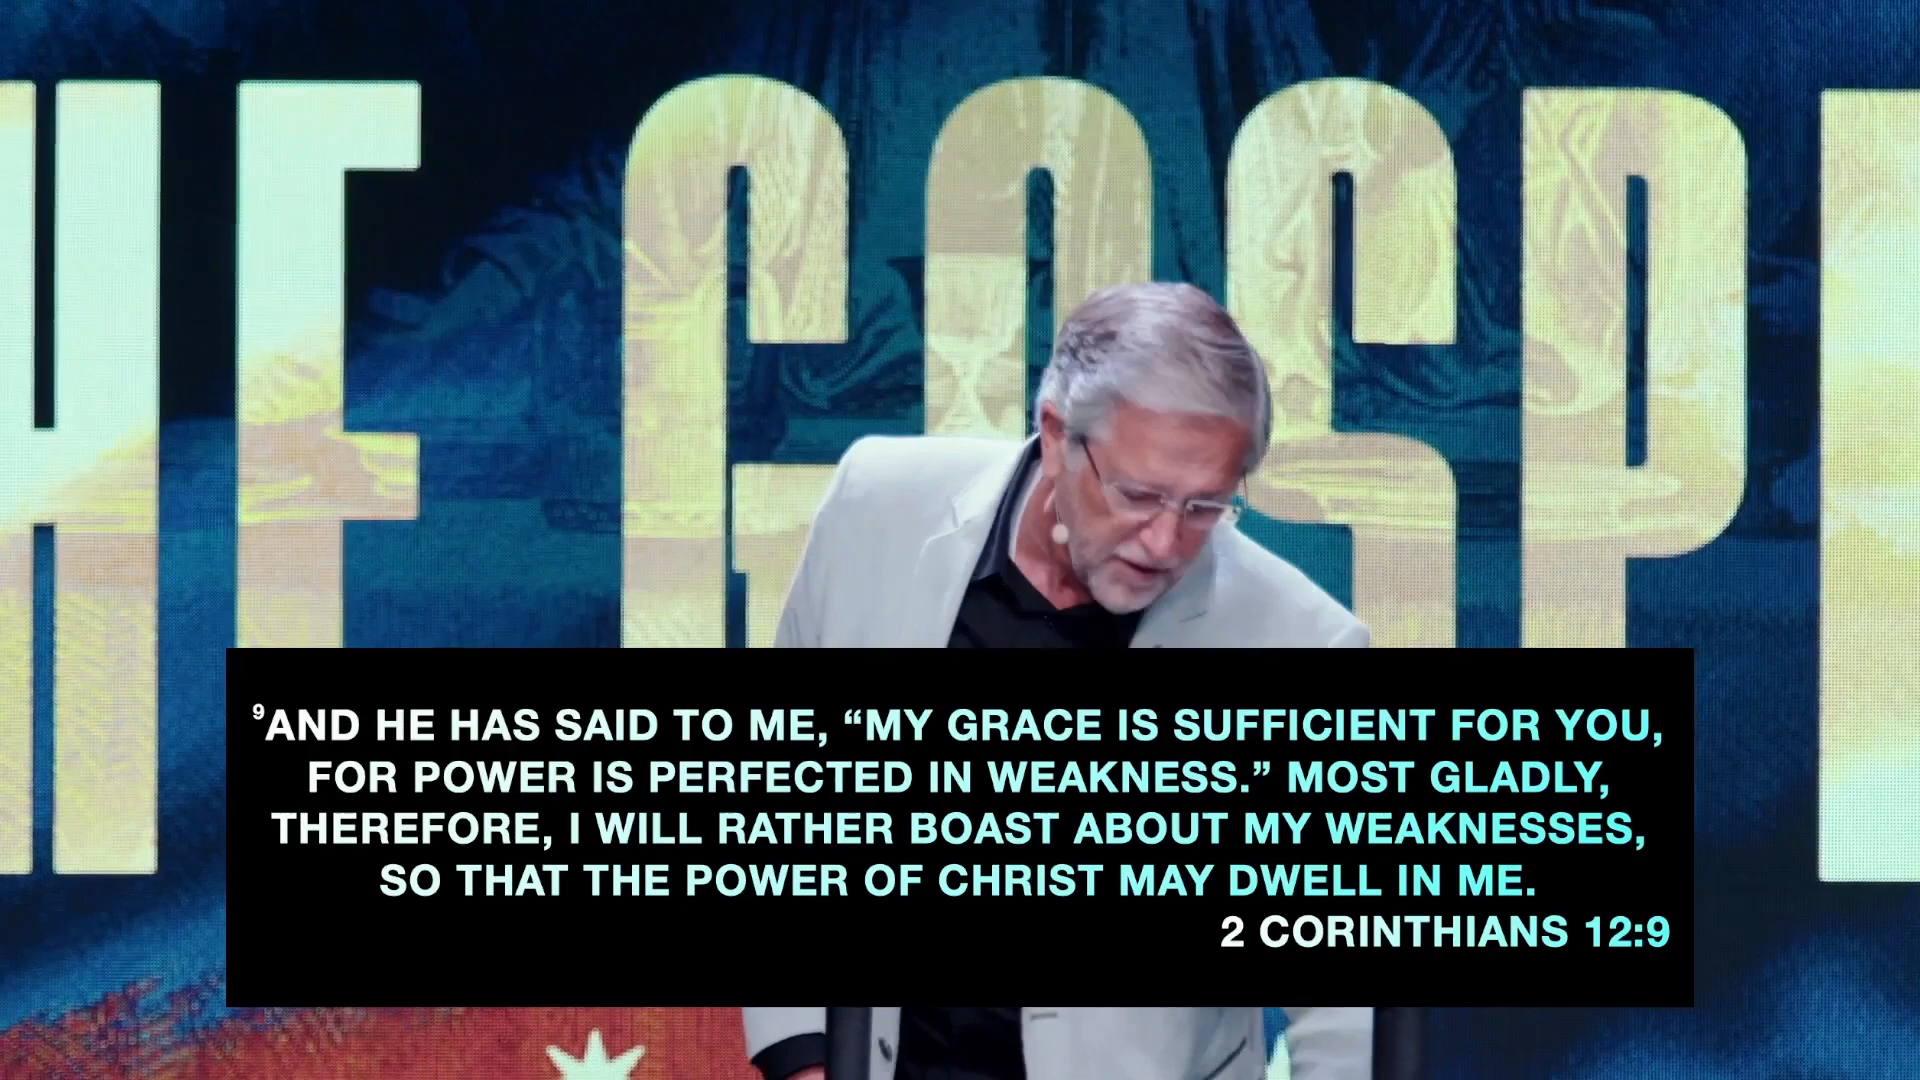 HE GOSPE
⁹AND HE HAS SAID TO ME, “MY GRACE IS SUFFICIENT FOR YOU,
FOR POWER IS PERFECTED IN WEAKNESS.” MOST GLADLY,
THEREFORE, I WILL RATHER BOAST ABOUT MY WEAKNESSES,
SO THAT THE POWER OF CHRIST MAY DWELL IN ME.
2 CORINTHIANS 12:9